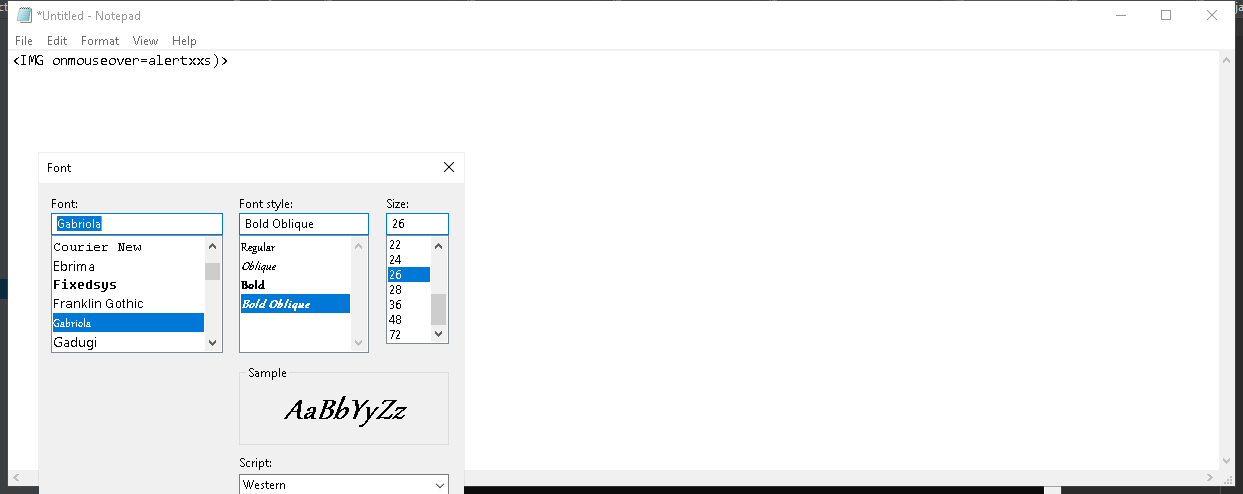 *Untitled - Notepad
File Edit Format View Help
<IMG onmouseover=alertxxs)>
Font
Font: Font style: Size:
Gabriola Bold Oblique 26
Courier New
Ebrima
Fixedsys
Franklin Gothic
Gabriola
Gadugi
Regular
Oblique
Bold
Bold Oblique
22
24
26
28
36
48
72
Sample
AaBbYyZz
Script:
Western